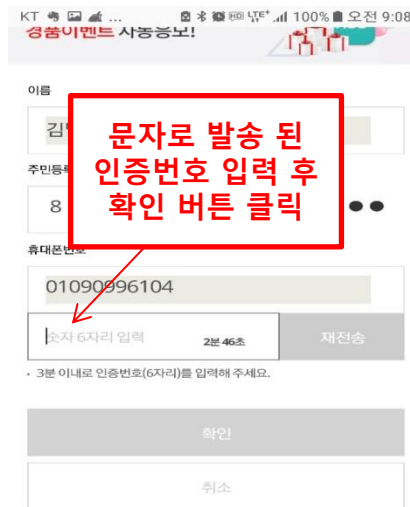 KT ... LTE+ 100% 오전 9:08
경품이벤트 자동응모!
이름
김
문자로 발송 된
인증번호 입력 후
확인 버튼 클릭
주민등록
8 ●●
휴대폰번호
01090996104
숫자 6자리 입력 2분 46초 재전송
• 3분 이내로 인증번호(6자리)를 입력해 주세요.
확인
취소